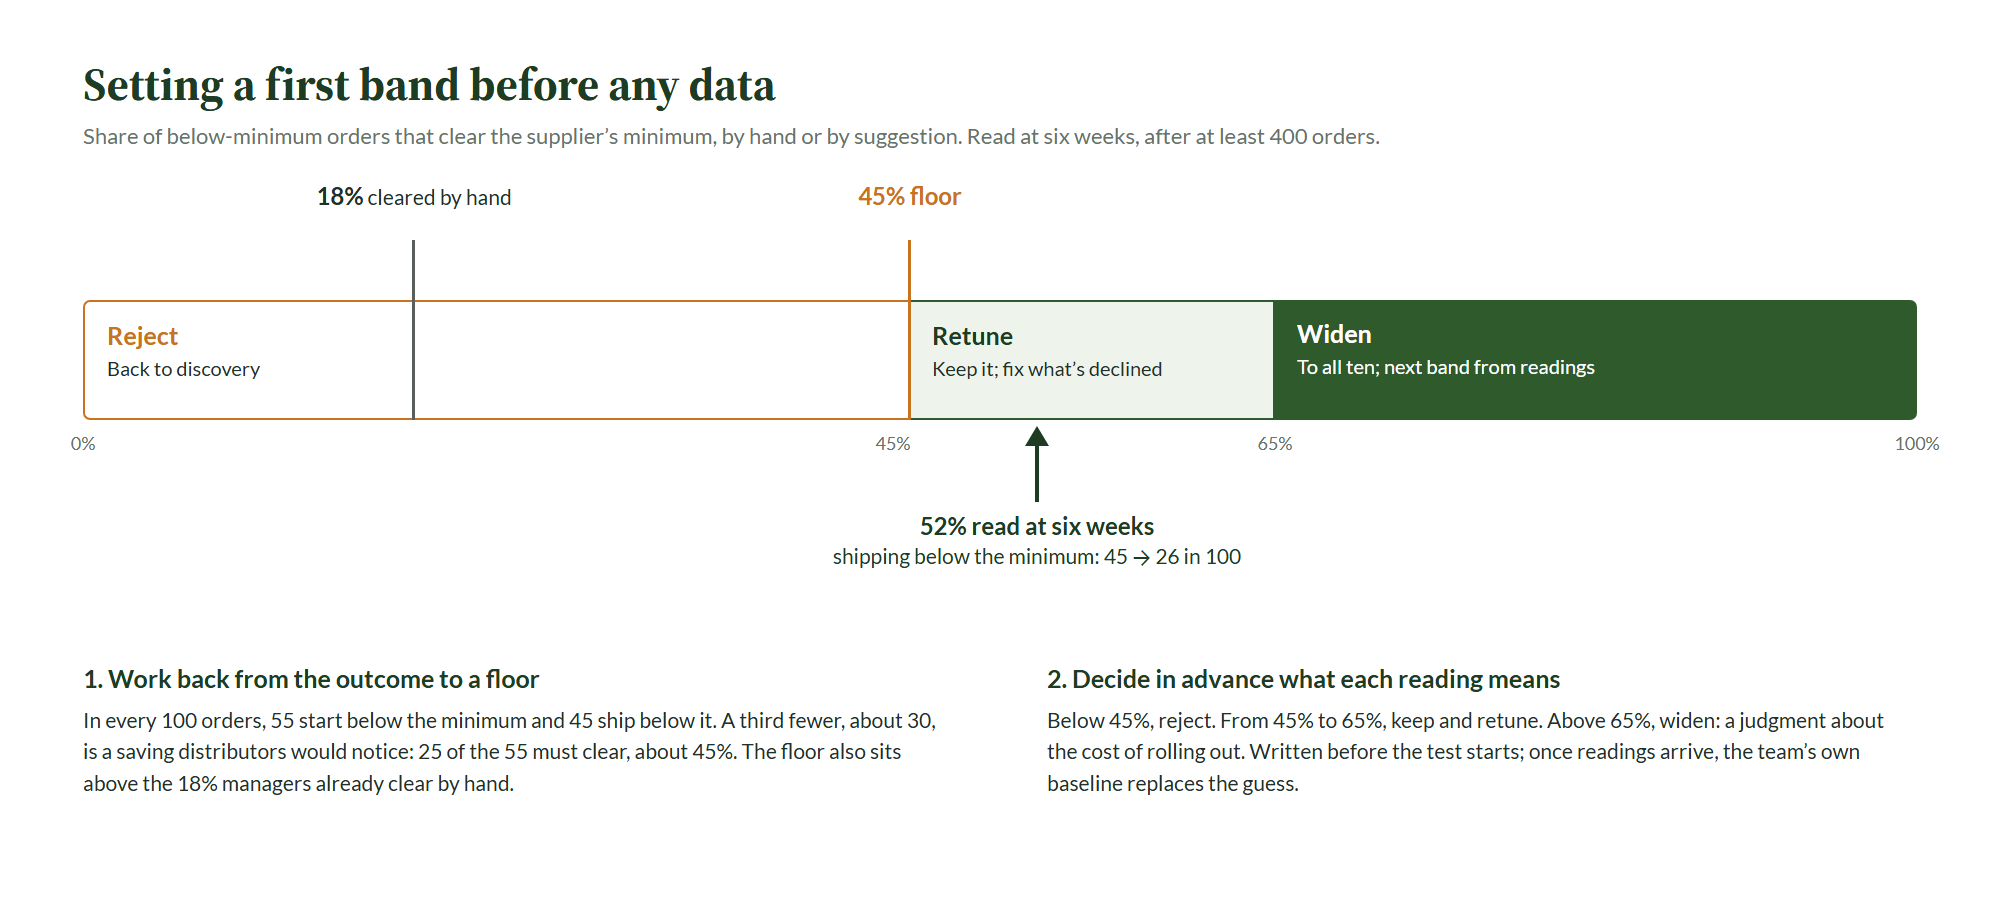 Setting a first band before any data
Share of below-minimum orders that clear the supplier’s minimum, by hand or by suggestion. Read at six weeks, after at least 400 orders.
18% cleared by hand
45% floor
Reject
Back to discovery
Retune
Keep it; fix what’s declined
Widen
To all ten; next band from readings
0%
45%
65%
100%
52% read at six weeks
shipping below the minimum: 45 → 26 in 100
1. Work back from the outcome to a floor
In every 100 orders, 55 start below the minimum and 45 ship below it. A third fewer, about 30,
is a saving distributors would notice: 25 of the 55 must clear, about 45%. The floor also sits
above the 18% managers already clear by hand.
2. Decide in advance what each reading means
Below 45%, reject. From 45% to 65%, keep and retune. Above 65%, widen: a judgment about
the cost of rolling out. Written before the test starts; once readings arrive, the team’s own
baseline replaces the guess.